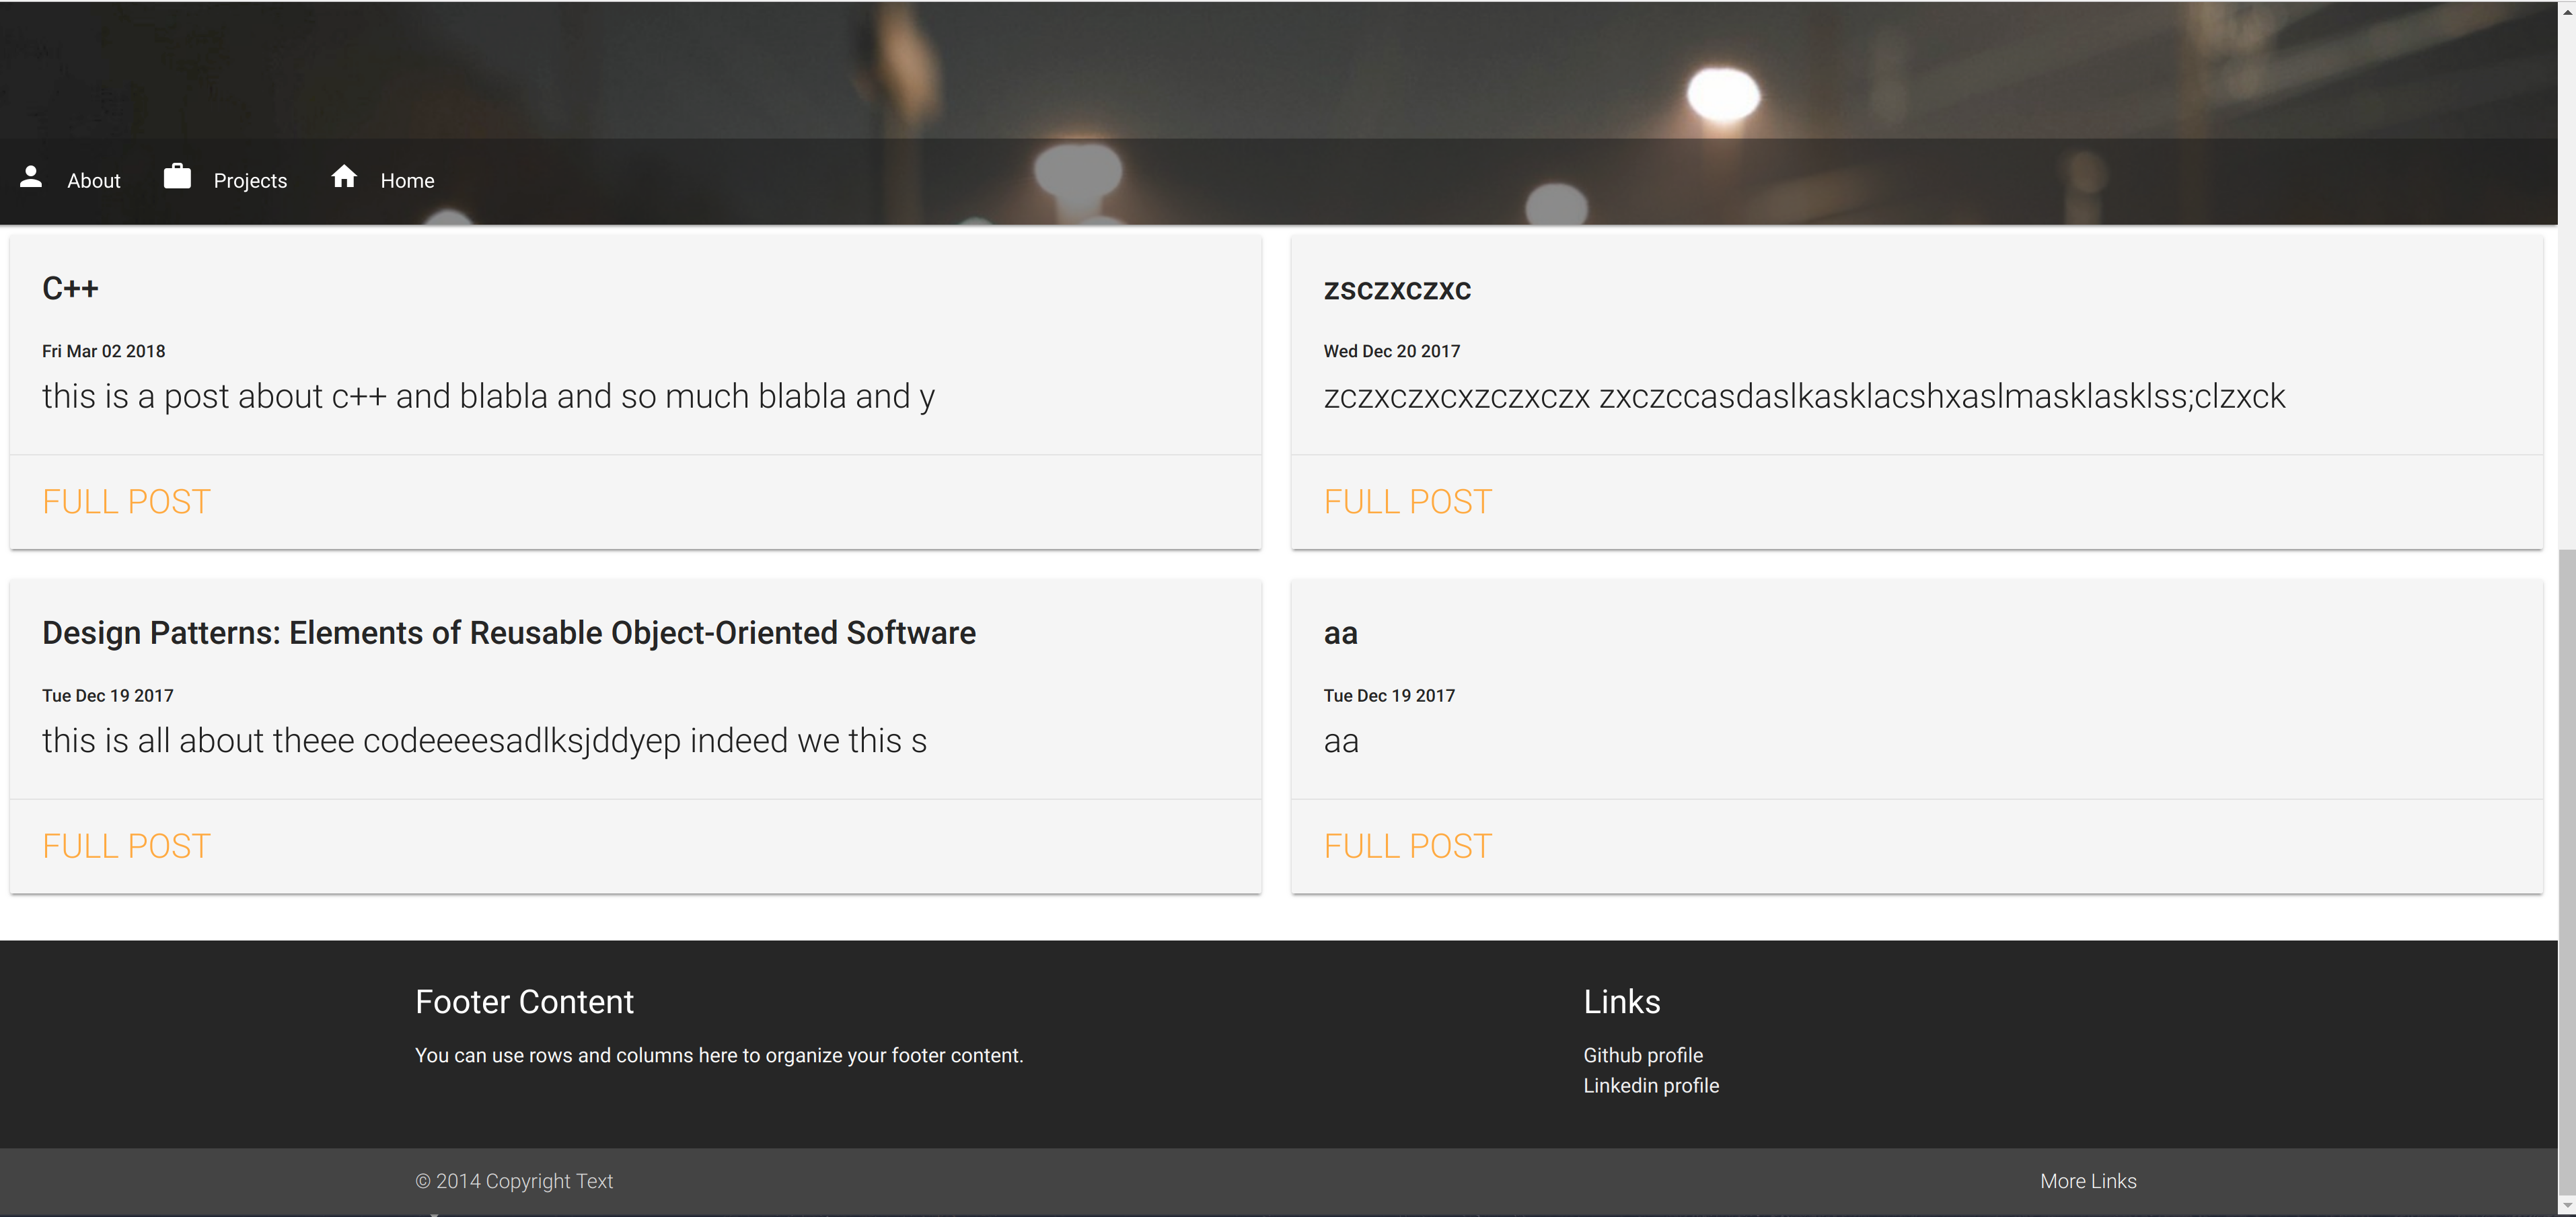 About Projects Home
C++
Fri Mar 02 2018
this is a post about c++ and blabla and so much blabla and y
FULL POST
zsczxczxc
Wed Dec 20 2017
zczxczxcxzczxczx zxczccasdaslkasklacshxaslmasklasklss;clzxck
FULL POST
Design Patterns: Elements of Reusable Object-Oriented Software
Tue Dec 19 2017
this is all about theee codeeeesadlksjddyep indeed we this s
FULL POST
aa
Tue Dec 19 2017
aa
FULL POST
Footer Content
You can use rows and columns here to organize your footer content.
Links
Github profile
Linkedin profile
© 2014 Copyright Text
More Links